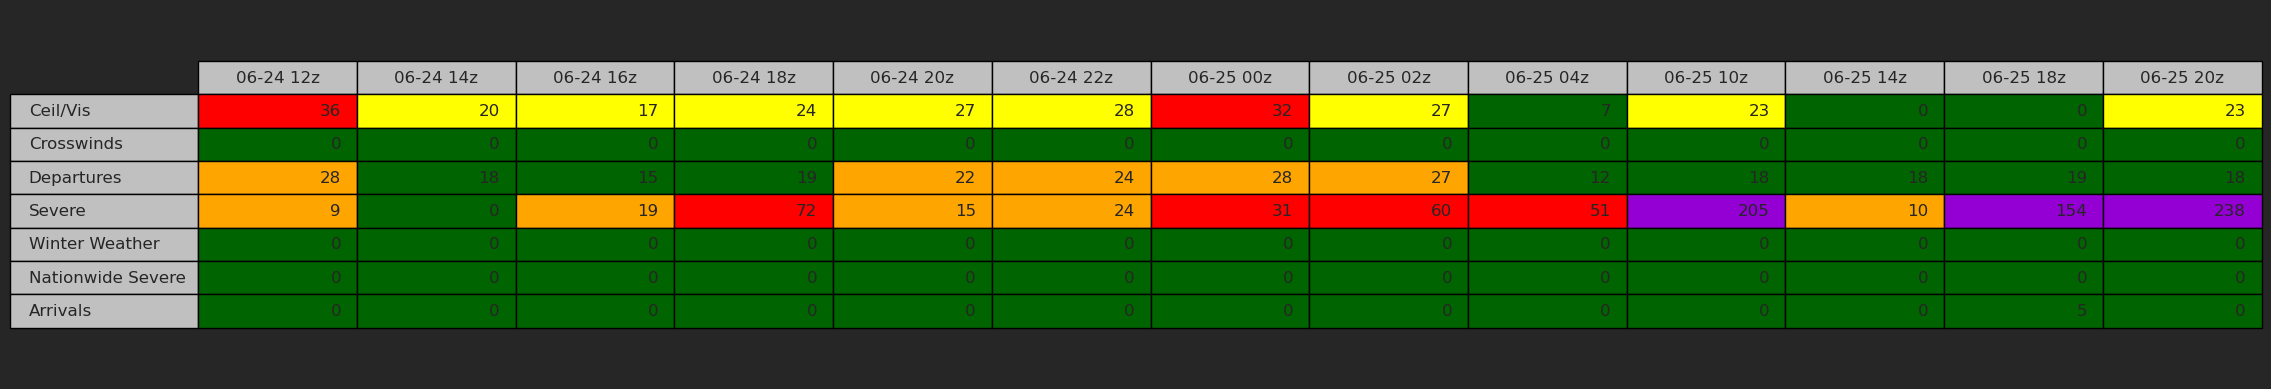 06-24 12z 06-24 14z 06-24 16z 06-24 18z 06-24 20z 06-24 22z 06-25 00z 06-25 02z 06-25 04z 06-25 10z 06-25 14z 06-25 18z 06-25 20z
Ceil/Vis 36 20 17 24 27 28 32 27 7 23 0 0 23
Crosswinds 0 0 0 0 0 0 0 0 0 0 0 0 0
Departures 28 18 15 19 22 24 28 27 12 18 18 19 18
Severe 9 0 19 72 15 24 31 60 51 205 10 154 238
Winter Weather 0 0 0 0 0 0 0 0 0 0 0 0 0
Nationwide Severe 0 0 0 0 0 0 0 0 0 0 0 0 0
Arrivals 0 0 0 0 0 0 0 0 0 0 0 5 0